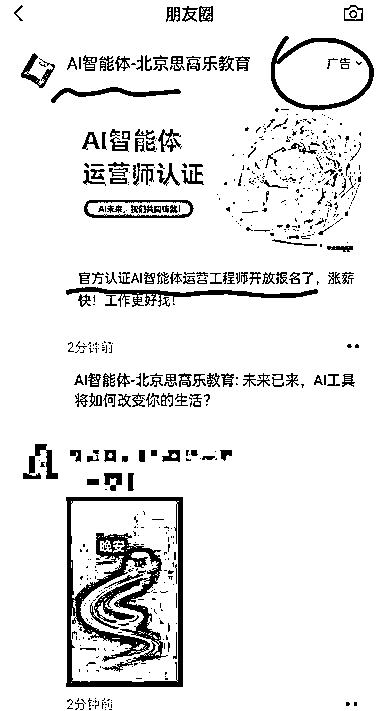 朋友圈
AI智能体-北京思高乐教育
广告
AI智能体
运营师认证
AI未来，我们共同铸就！
官方认证AI智能体运营工程师开放报名了，涨薪
快！工作更好找！
2分钟前
AI智能体-北京思高乐教育: 未来已来，AI工具
将如何改变你的生活？
晚安
2分钟前